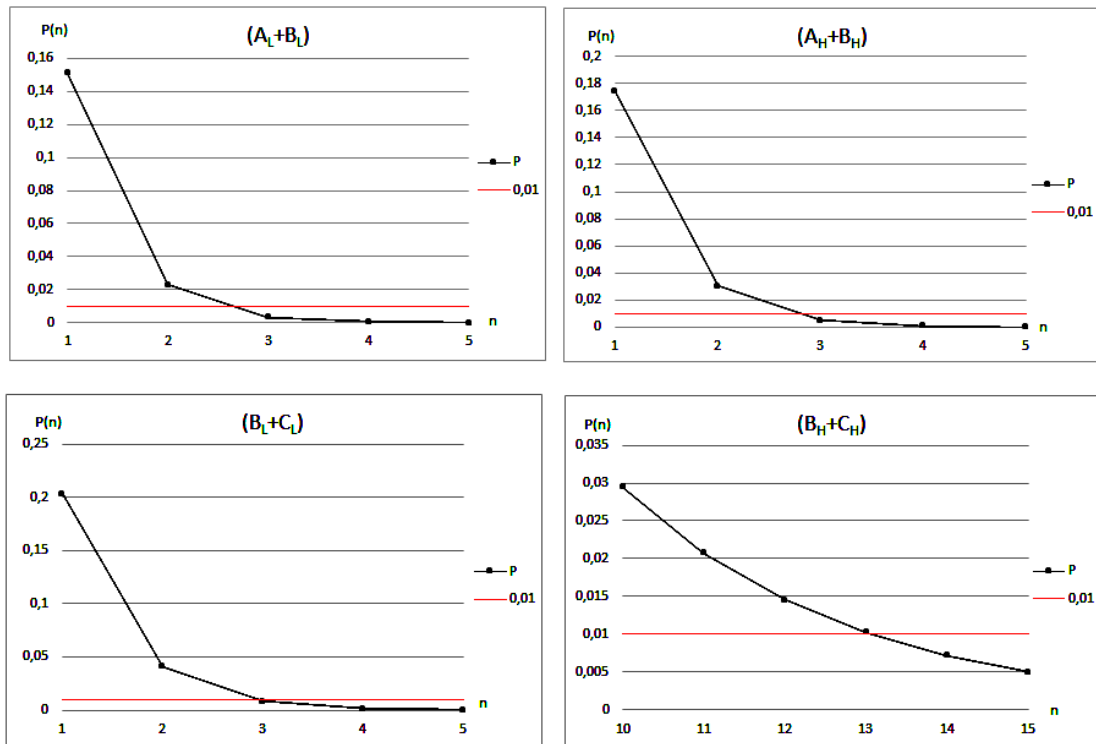 P(n)
(A_L+B_L)
0,16
0,14
0,12
0,1
0,08
0,06
0,04
0,02
0
1 2 3 4 5
n
P
0,01
P(n)
(A_H+B_H)
0,2
0,18
0,16
0,14
0,12
0,1
0,08
0,06
0,04
0,02
0
1 2 3 4 5
n
P
0,01
P(n)
(B_L+C_L)
0,25
0,2
0,15
0,1
0,05
0
1 2 3 4 5
n
P
0,01
P(n)
(B_H+C_H)
0,035
0,03
0,025
0,02
0,015
0,01
0,005
0
10 11 12 13 14 15
n
P
0,01